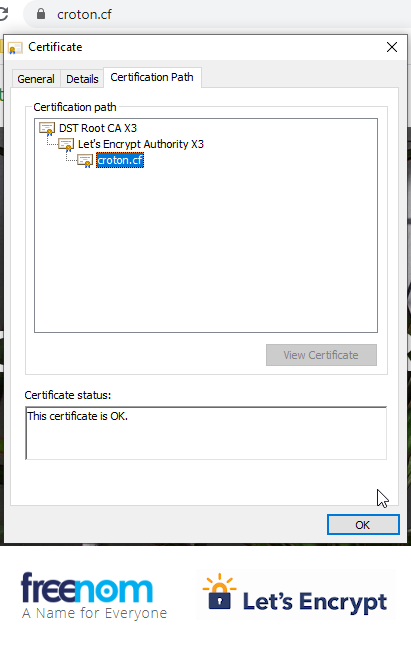 croton.cf
Certificate
General Details Certification Path
Certification path
DST Root CA X3
Let's Encrypt Authority X3
croton.cf
View Certificate
Certificate status:
This certificate is OK.
OK
freenom
A Name for Everyone
Let's Encrypt